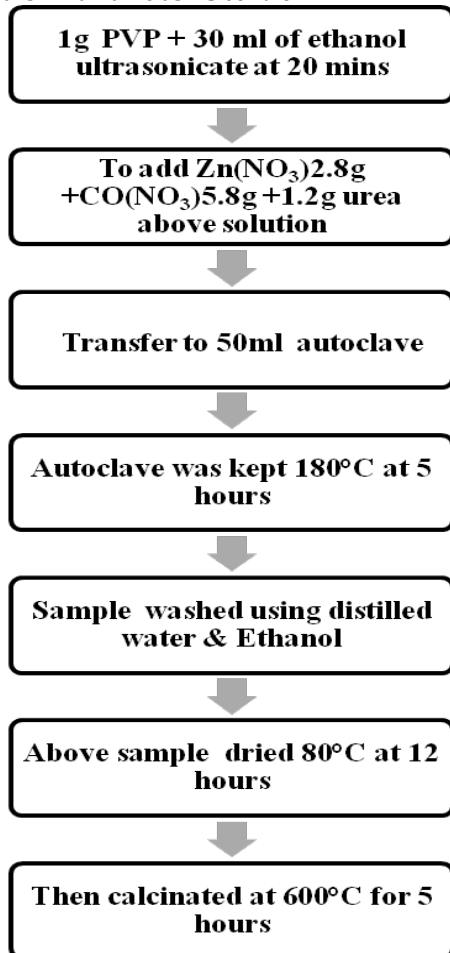 1g PVP + 30 ml of ethanol
ultrasonicate at 20 mins
To add Zn(NO₃)2.8g
+CO(NO₃)5.8g +1.2g urea
above solution
Transfer to 50ml autoclave
Autoclave was kept 180°C at 5
hours
Sample washed using distilled
water & Ethanol
Above sample dried 80°C at 12
hours
Then calcinated at 600°C for 5
hours